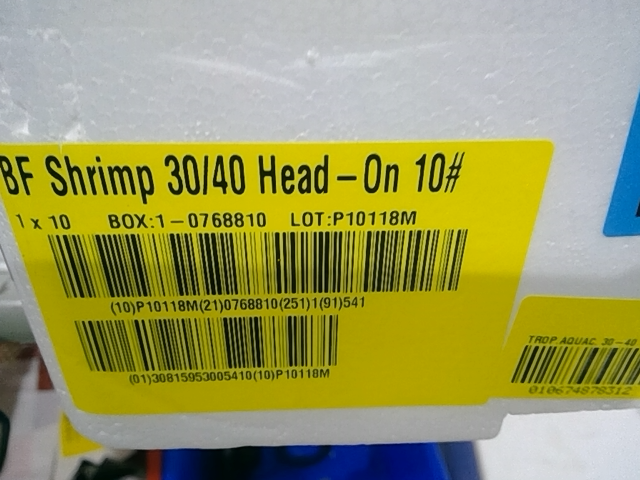 BF Shrimp 30/40 Head-On 10#
1 x 10 BOX:1-0768810 LOT:P10118M
(10)P10118M(21)0768810(251)1(91)541
(01)30815953005410(10)P10118M
TROP.AQUAC. 30-40
010674878312